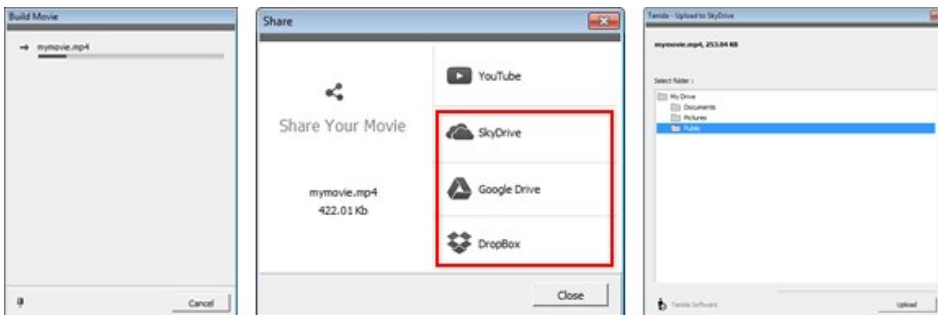 Build Movie
mymovie.mp4
Cancel
Share
Share Your Movie
mymovie.mp4
422.01 Kb
YouTube
SkyDrive
Google Drive
DropBox
Close
Tanida - Upload to SkyDrive
mymovie.mp4, 253.04 KB
Select folder :
My Drive
Documents
Pictures
Public
Tanida Software
Upload